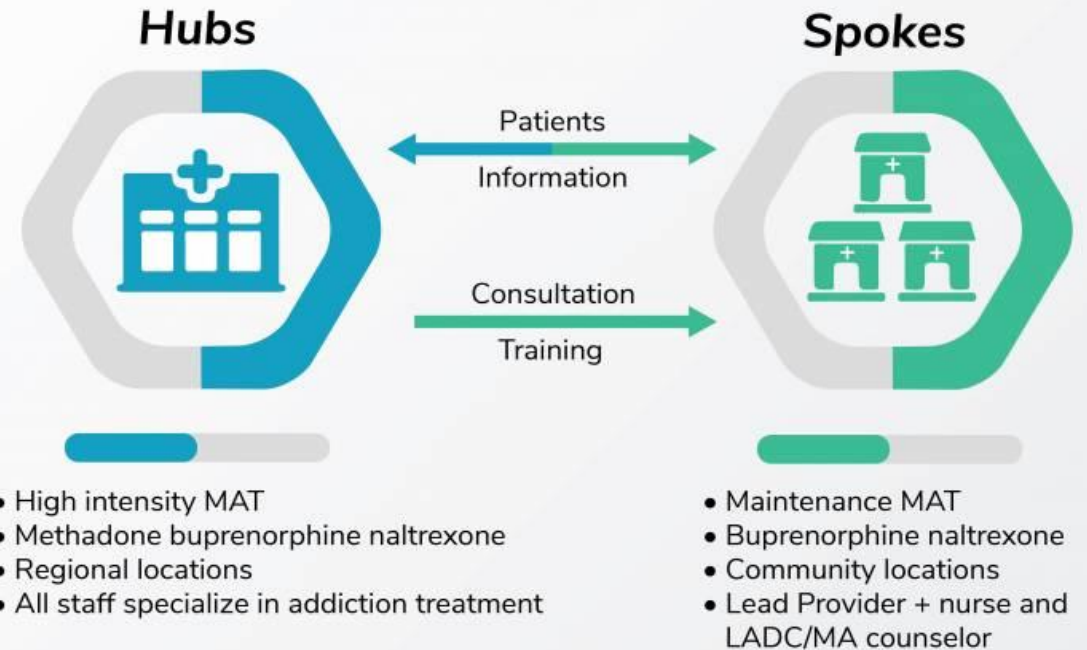 Hubs
Spokes
Patients
Information
Consultation
Training
• High intensity MAT
• Methadone buprenorphine naltrexone
• Regional locations
• All staff specialize in addiction treatment
• Maintenance MAT
• Buprenorphine naltrexone
• Community locations
• Lead Provider + nurse and
LADC/MA counselor